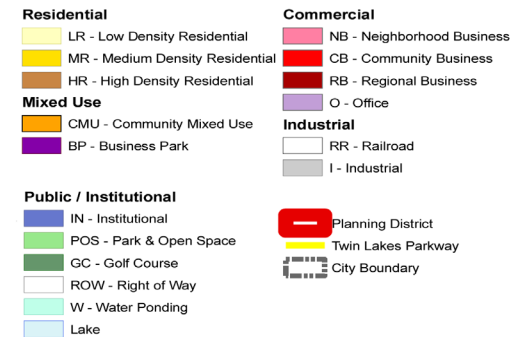 Residential
LR - Low Density Residential
MR - Medium Density Residential
HR - High Density Residential
Mixed Use
CMU - Community Mixed Use
BP - Business Park
Commercial
NB - Neighborhood Business
CB - Community Business
RB - Regional Business
O - Office
Industrial
RR - Railroad
I - Industrial
Public / Institutional
IN - Institutional
POS - Park & Open Space
GC - Golf Course
ROW - Right of Way
W - Water Ponding
Lake
Planning District
Twin Lakes Parkway
City Boundary